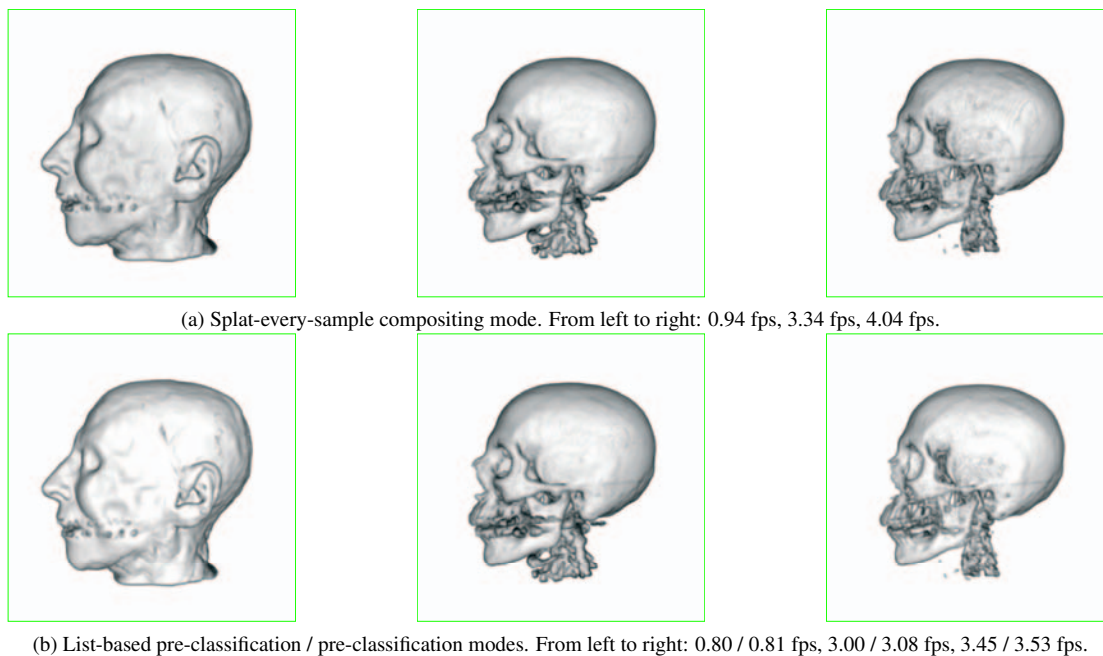 (a) Splat-every-sample compositing mode. From left to right: 0.94 fps, 3.34 fps, 4.04 fps.
(b) List-based pre-classification / pre-classification modes. From left to right: 0.80 / 0.81 fps, 3.00 / 3.08 fps, 3.45 / 3.53 fps.